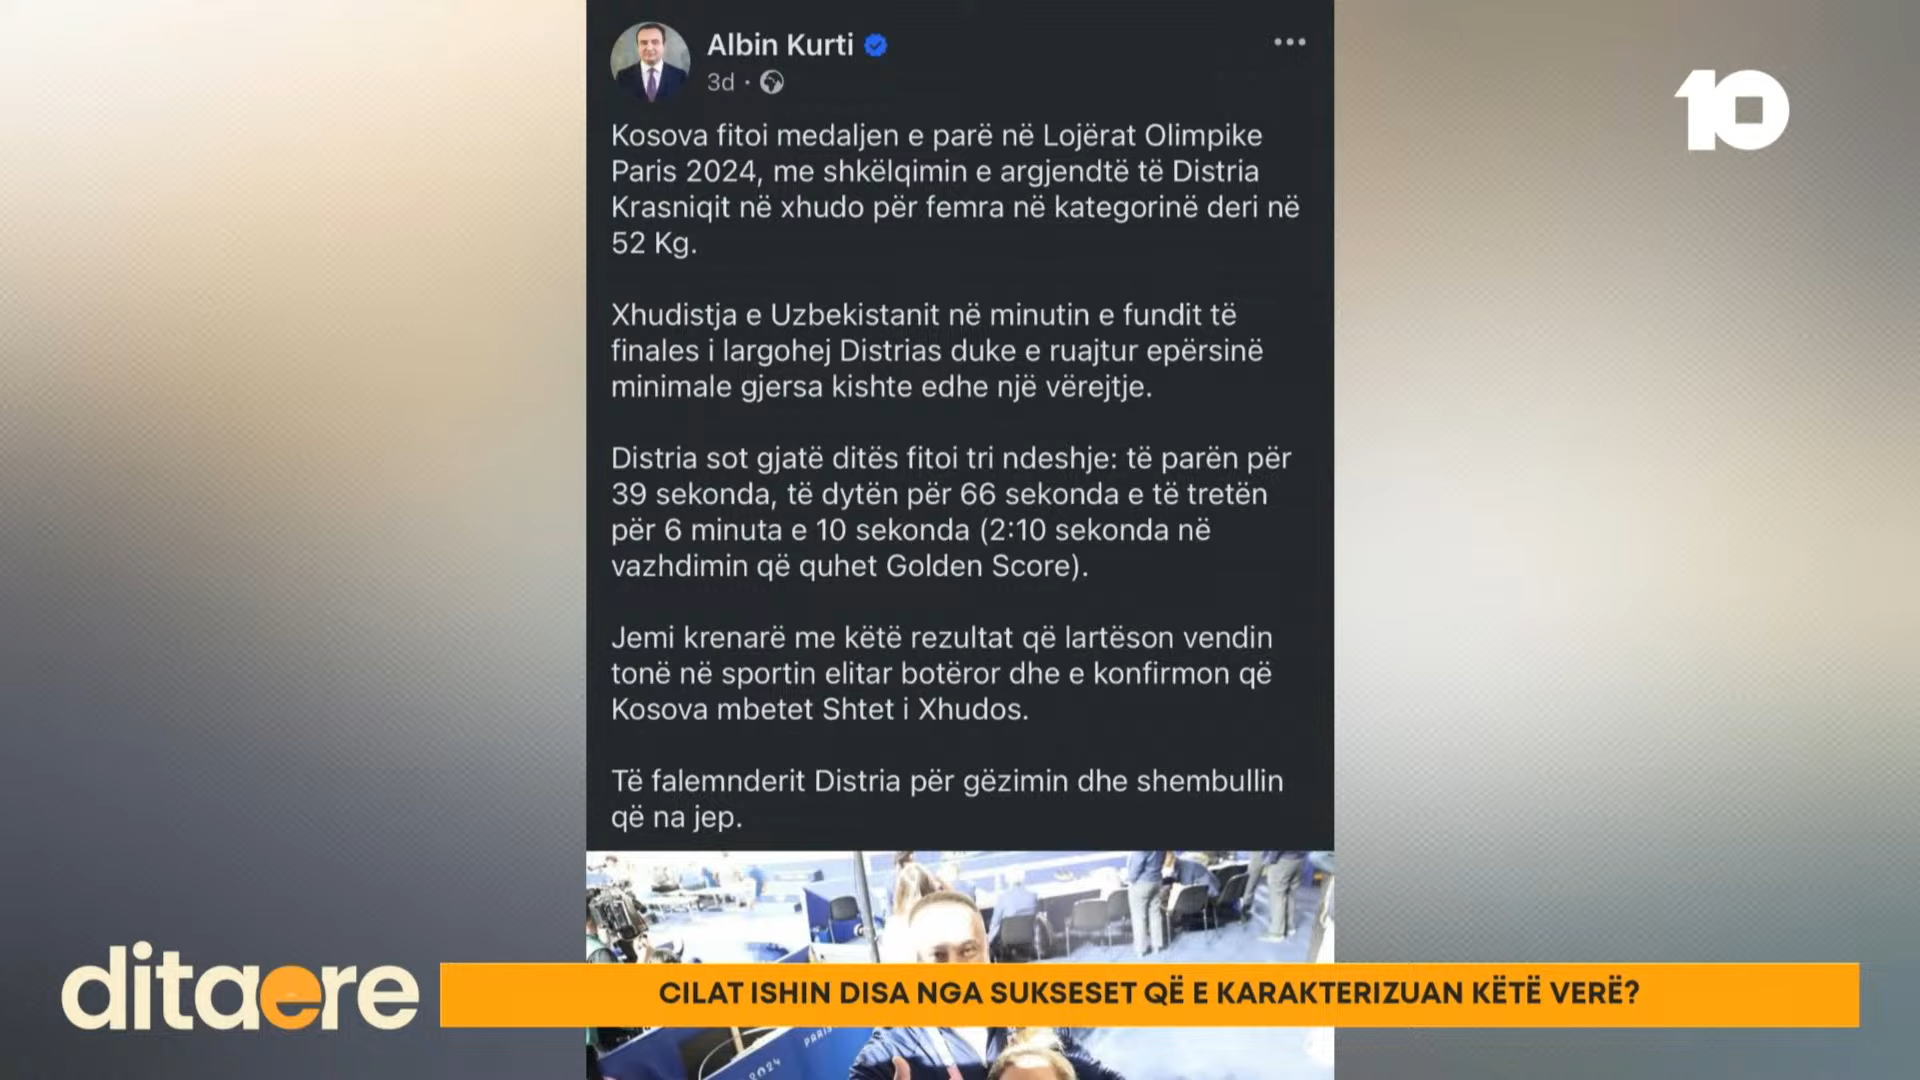 Albin Kurti
3d
10
Kosova fitoi medaljen e parë në Lojërat Olimpike
Paris 2024, me shkëlqimin e argjendtë të Distria
Krasniqit në xhudo për femra në kategorinë deri në
52 Kg.
Xhudistja e Uzbekistanit në minutin e fundit të
finales i largohej Distrias duke e ruajtur epërsinë
minimale gjersa kishte edhe një vërejtje.
Distria sot gjatë ditës fitoi tri ndeshje: të parën për
39 sekonda, të dytën për 66 sekonda e të tretën
për 6 minuta e 10 sekonda (2:10 sekonda në
vazhdimin që quhet Golden Score).
Jemi krenarë me këtë rezultat që lartëson vendin
tonë në sportin elitar botëror dhe e konfirmon që
Kosova mbetet Shtet i Xhudos.
Të falemnderit Distria për gëzimin dhe shembullin
që na jep.
ditaere
CILAT ISHIN DISA NGA SUKSESET QË E KARAKTERIZUAN KËTË VERË?
PARIS
2024